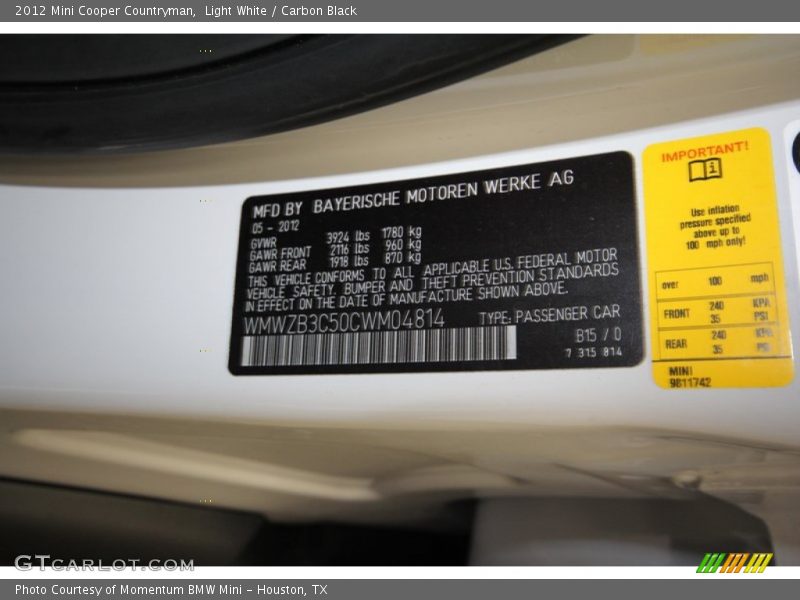 2012 Mini Cooper Countryman,  Light White / Carbon Black
MFD BY BAYERISCHE MOTOREN WERKE AG
05 - 2012
GVWR 3924 lbs 1780 kg
GAWR FRONT 2116 lbs 960 kg
GAWR REAR 1918 lbs 870 kg
THIS VEHICLE CONFORMS TO ALL APPLICABLE U.S. FEDERAL MOTOR
VEHICLE SAFETY, BUMPER AND THEFT PREVENTION STANDARDS
IN EFFECT ON THE DATE OF MANUFACTURE SHOWN ABOVE.
WMWZB3C50CWM04814 TYPE: PASSENGER CAR
B15 / 0
7 315 814
IMPORTANT!
i
Use inflation
pressure specified
above up to
100 mph only!
over 100 mph
FRONT 240 KPA
35 PSI
REAR 240 KPA
35 PSI
MINI
9811742
GTCARLOT.COM
Photo Courtesy of Momentum BMW Mini - Houston, TX